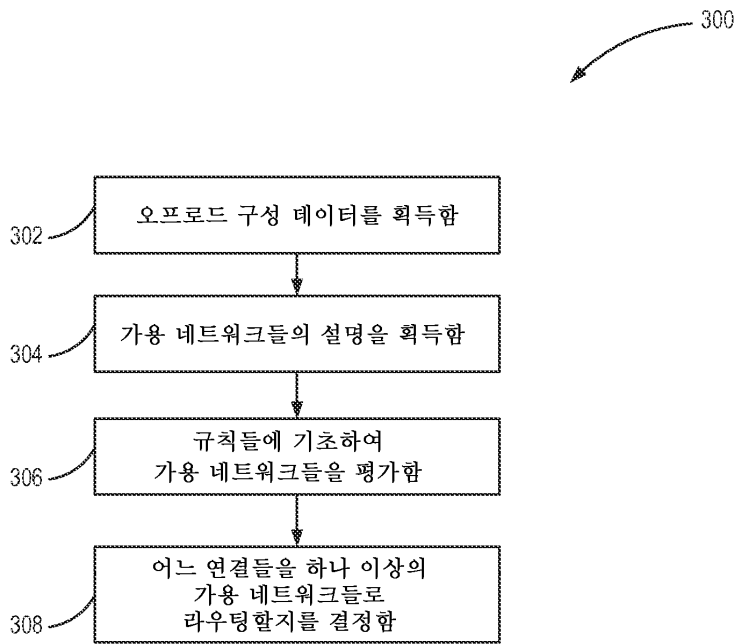 300
302
오프로드 구성 데이터를 획득함
304
가용 네트워크들의 설명을 획득함
306
규칙들에 기초하여
가용 네트워크들을 평가함
308
어느 연결들을 하나 이상의
가용 네트워크들로
라우팅할지를 결정함